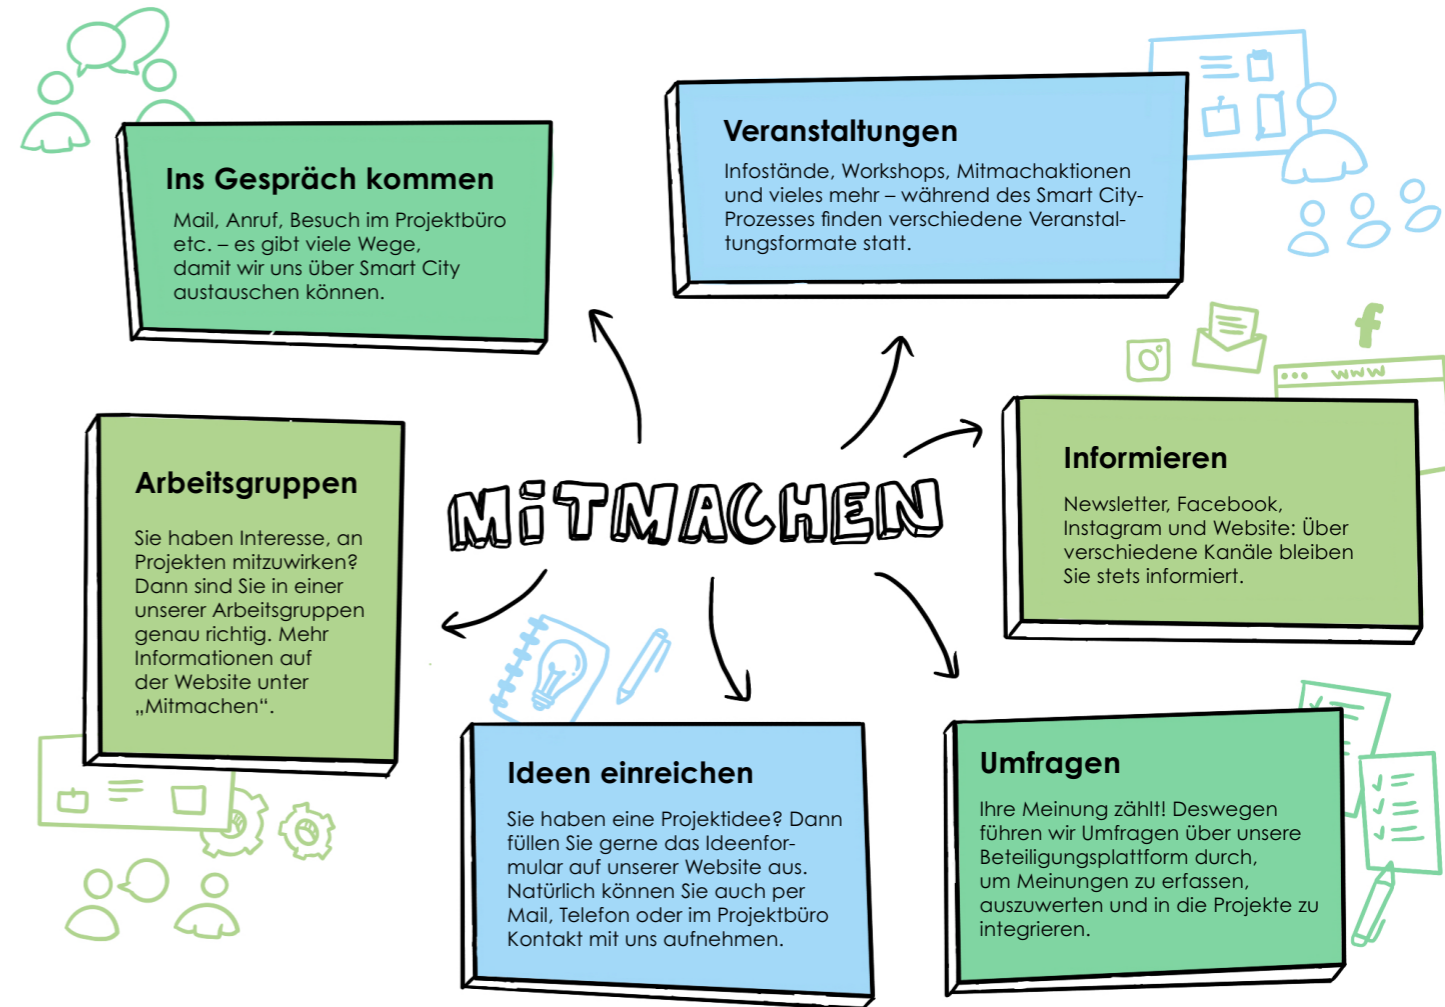 Ins Gespräch kommen
Mail, Anruf, Besuch im Projektbüro
etc. – es gibt viele Wege,
damit wir uns über Smart City
austauschen können.
Veranstaltungen
Infostände, Workshops, Mitmachaktionen
und vieles mehr – während des Smart City-
Prozesses finden verschiedene Veranstal-
tungsformate statt.
f
www
Arbeitsgruppen
Sie haben Interesse, an
Projekten mitzuwirken?
Dann sind Sie in einer
unserer Arbeitsgruppen
genau richtig. Mehr
Informationen auf
der Website unter
„Mitmachen“.
MiTMACHEN
Informieren
Newsletter, Facebook,
Instagram und Website: Über
verschiedene Kanäle bleiben
Sie stets informiert.
Ideen einreichen
Sie haben eine Projektidee? Dann
füllen Sie gerne das Ideenfor-
mular auf unserer Website aus.
Natürlich können Sie auch per
Mail, Telefon oder im Projektbüro
Kontakt mit uns aufnehmen.
Umfragen
Ihre Meinung zählt! Deswegen
führen wir Umfragen über unsere
Beteiligungsplattform durch,
um Meinungen zu erfassen,
auszuwerten und in die Projekte zu
integrieren.